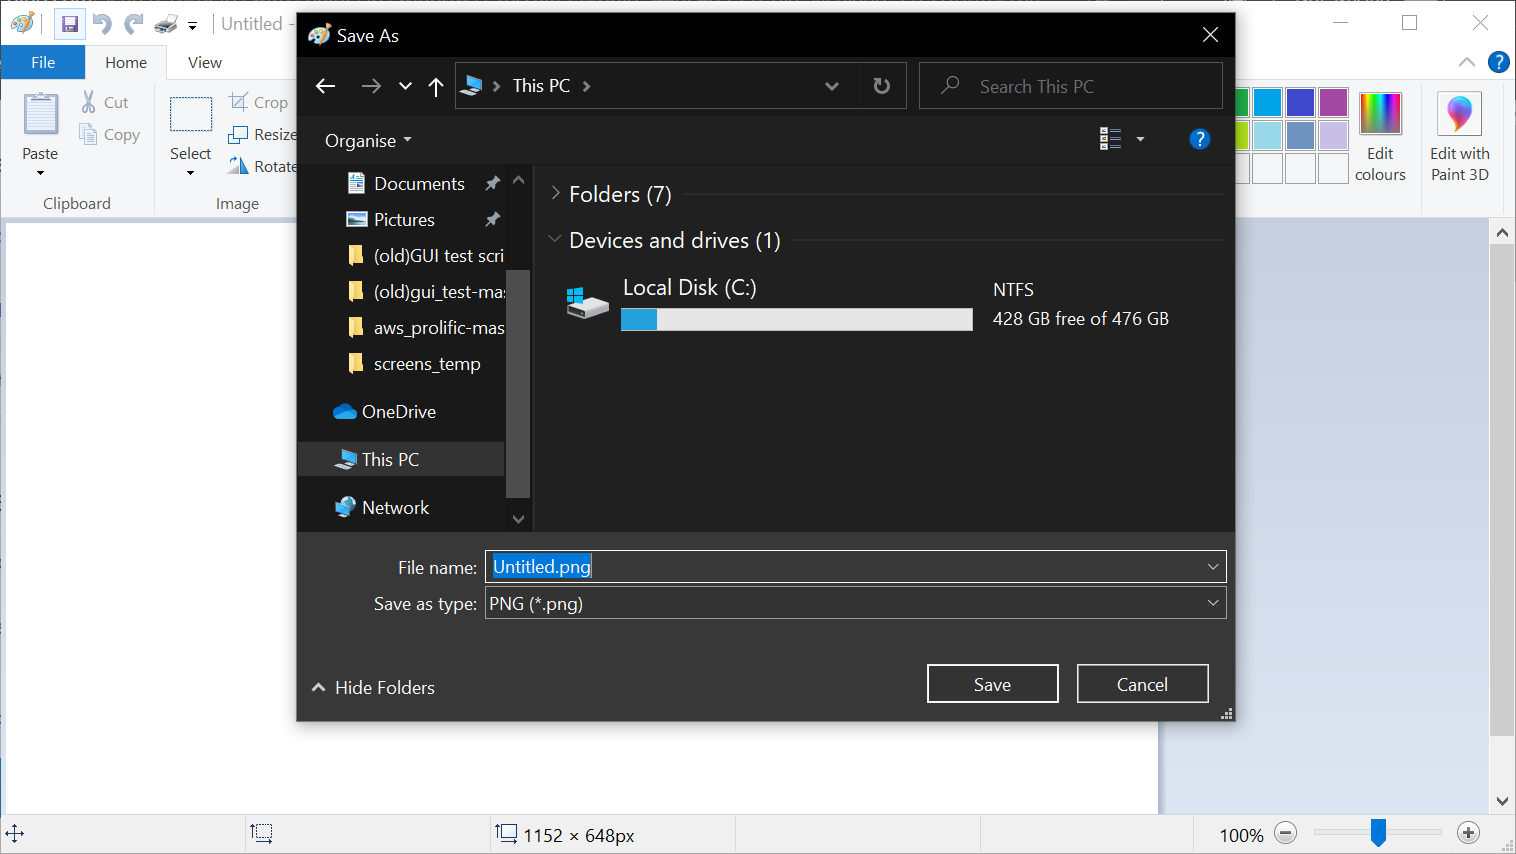 Untitled -
Save As
File
Home
View
This PC
Search This PC
Paste
Cut
Copy
Clipboard
Select
Crop
Resize
Rotate
Image
Organise
Edit
colours
Edit with
Paint 3D
Documents
Pictures
(old)GUI test scri
(old)gui_test-mas
aws_prolific-mas
screens_temp
OneDrive
This PC
Network
Folders (7)
Devices and drives (1)
Local Disk (C:)
NTFS
428 GB free of 476 GB
File name:
Untitled.png
Save as type:
PNG (*.png)
Hide Folders
Save
Cancel
1152 × 648px
100%